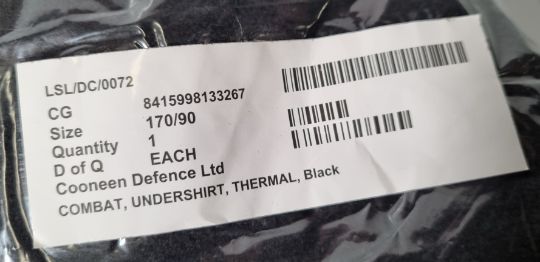 LSL/DC/0072
CG 8415998133267
Size 170/90
Quantity 1
D of Q EACH
Cooneen Defence Ltd
COMBAT, UNDERSHIRT, THERMAL, Black